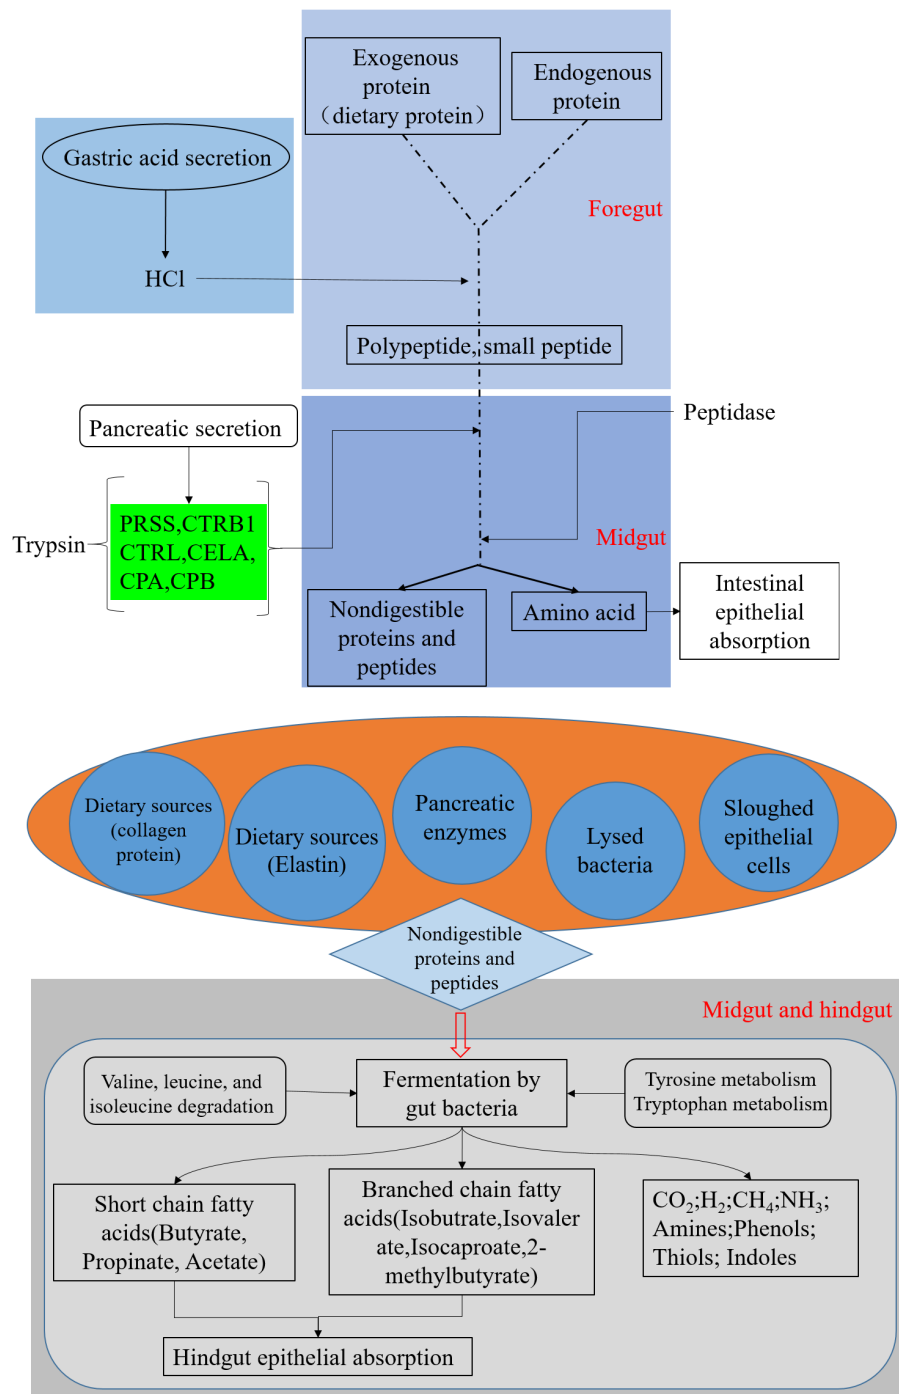 Exogenous
protein
（dietary protein）
Endogenous
protein
Gastric acid secretion
Foregut
HCl
Polypeptide, small peptide
Peptidase
Pancreatic secretion
PRSS,CTRB1
CTRL,CELA,
CPA,CPB
Trypsin
Midgut
Nondigestible
proteins and
peptides
Amino acid
Intestinal
epithelial
absorption
Dietary sources
(collagen
protein)
Dietary sources
(Elastin)
Pancreatic
enzymes
Lysed
bacteria
Sloughed
epithelial
cells
Nondigestible
proteins and
peptides
Midgut and hindgut
Valine, leucine, and
isoleucine degradation
Fermentation by
gut bacteria
Tyrosine metabolism
Tryptophan metabolism
Short chain fatty
acids(Butyrate,
Propinate, Acetate)
Branched chain fatty
acids(Isobutrate,Isovaler
ate,Isocaproate,2-
methylbutyrate)
CO₂;H₂;CH₄;NH₃;
Amines;Phenols;
Thiols; Indoles
Hindgut epithelial absorption